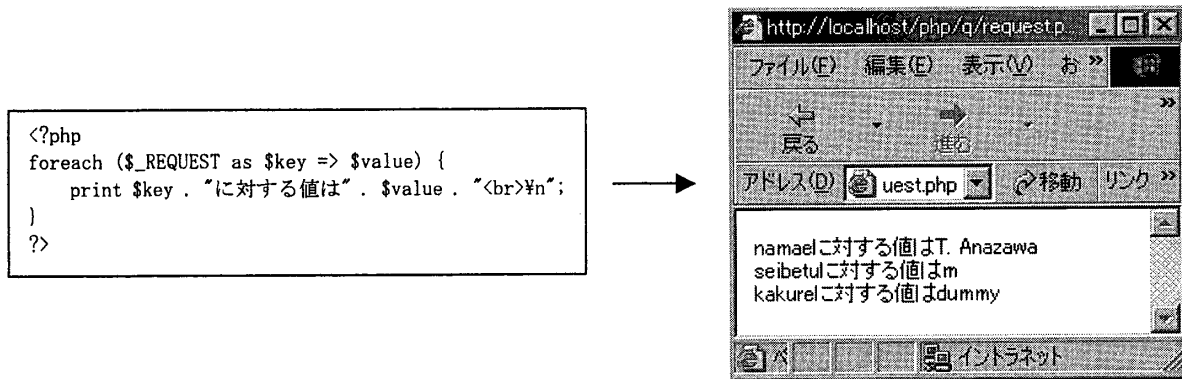 <?php
foreach ($_REQUEST as $key => $value) {
print $key . "に対する値は" . $value . "<br>¥n";
}
?>
http://localhost/php/q/request.p...
ファイル(F) 編集(E) 表示(V) お »
戻る 進む »
アドレス(D) uest.php 移動 リンク »
namaeに対する値はT. Anazawa
seibetuに対する値はm
kakureに対する値はdummy
ペ イントラネット